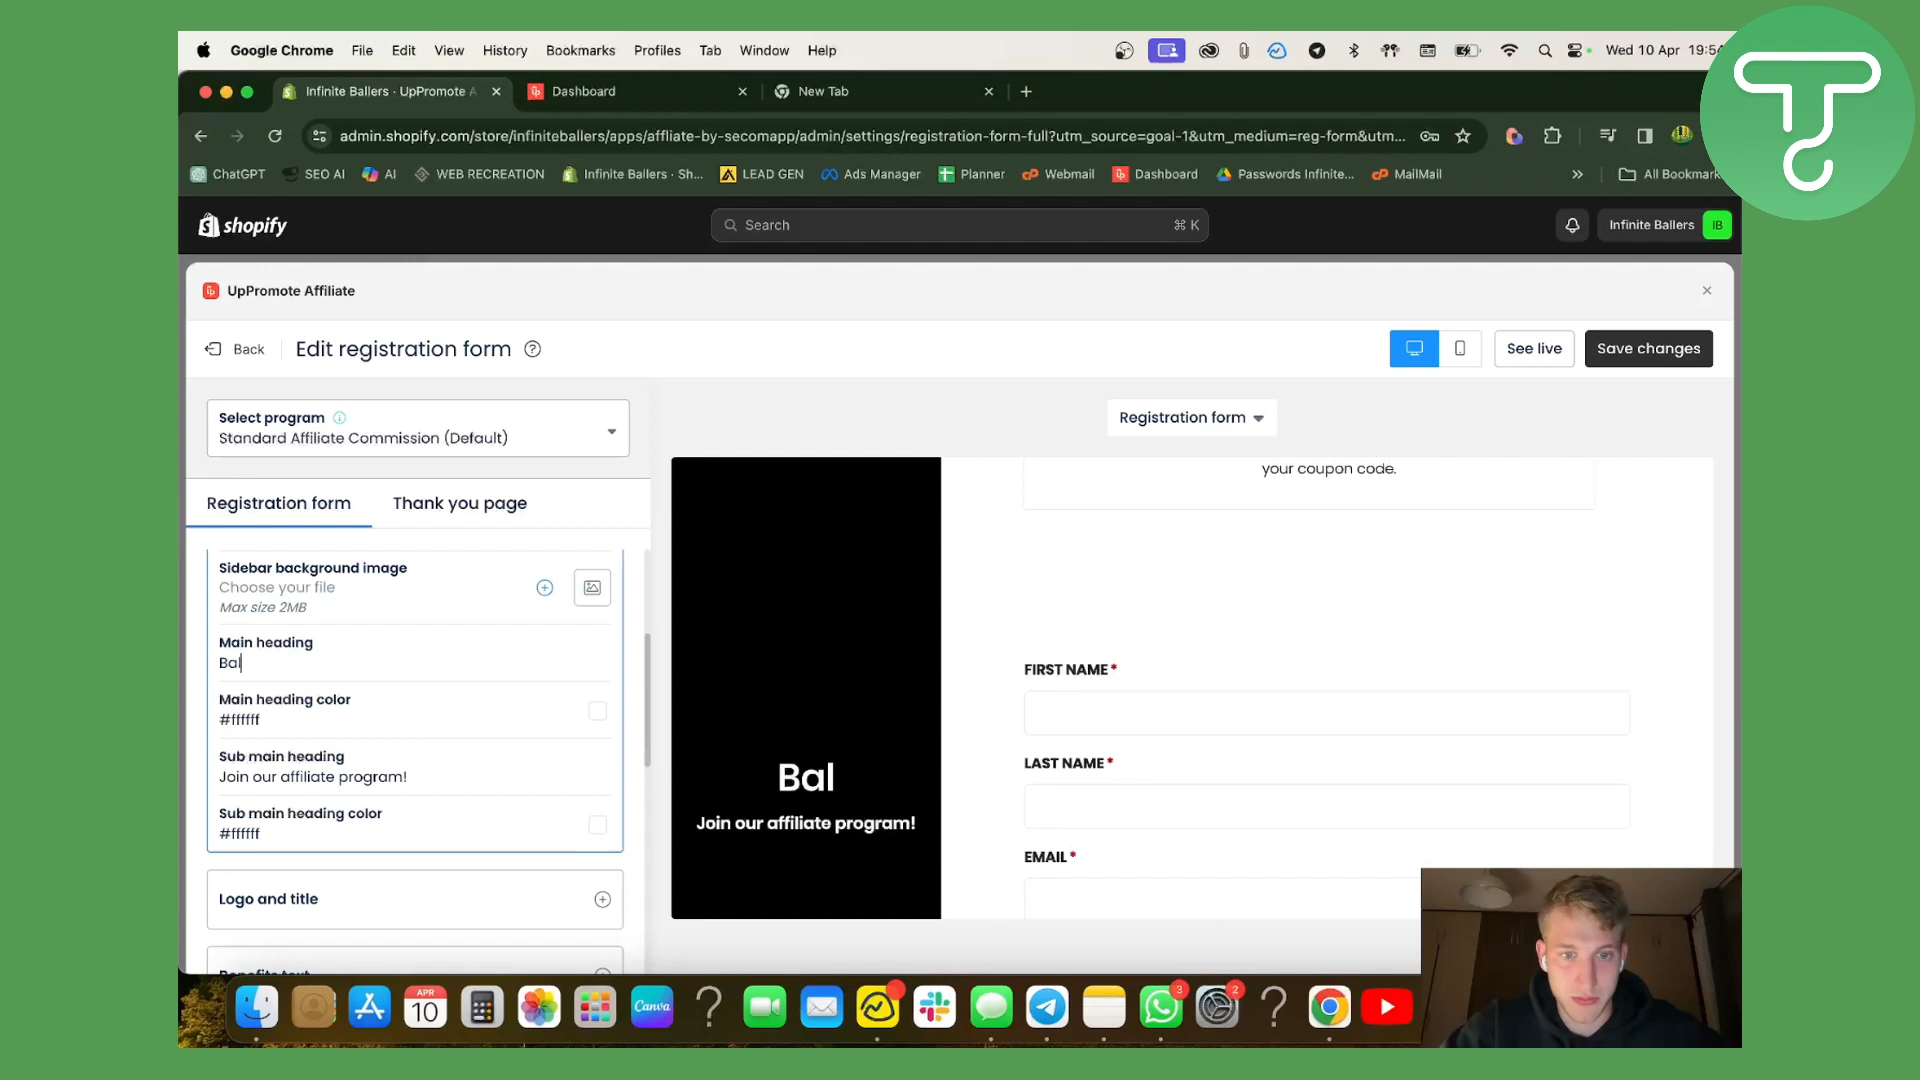 Google Chrome File Edit View History Bookmarks Profiles Tab Window Help Wed 10 Apr 19:54
Infinite Ballers · UpPromote A Dashboard New Tab
admin.shopify.com/store/infiniteballers/apps/affliate-by-secomapp/admin/settings/registration-form-full?utm_source=goal-1&utm_medium=reg-form&utm...
ChatGPT SEO AI AI WEB RECREATION Infinite Ballers · Sh... LEAD GEN Ads Manager Planner Webmail Dashboard Passwords Infinite... MailMail » All Bookmark
shopify Search ⌘ K Infinite Ballers IB
UpPromote Affiliate
Back Edit registration form See live Save changes
Select program
Standard Affiliate Commission (Default)
Registration form
your coupon code.
Registration form Thank you page
Sidebar background image
Choose your file
Max size 2MB
Main heading
Bal
Main heading color
#ffffff
Sub main heading
Join our affiliate program!
Sub main heading color
#ffffff
Logo and title
Benefits text
Bal
Join our affiliate program!
FIRST NAME *
LAST NAME *
EMAIL *
APR
10
Canva
3
2